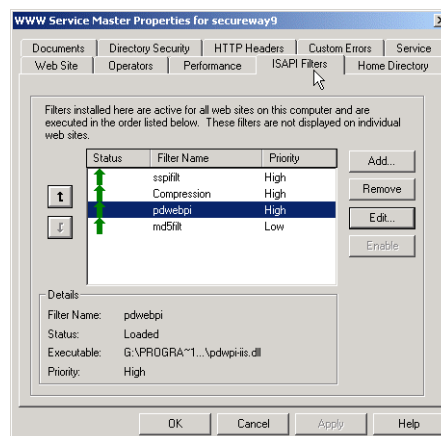 WWW Service Master Properties for secureway9
Documents Directory Security HTTP Headers Custom Errors Service
Web Site Operators Performance ISAPI Filters Home Directory
Filters installed here are active for all web sites on this computer and are
executed in the order listed below. These filters are not displayed on individual
web sites.
Status Filter Name Priority
sspifilt High
Compression High
pdwebpi High
md5filt Low
Add...
Remove
Edit...
Enable
Details
Filter Name: pdwebpi
Status: Loaded
Executable: G:\PROGRA~1...\pdwpi-iis.dll
Priority: High
OK Cancel Apply Help